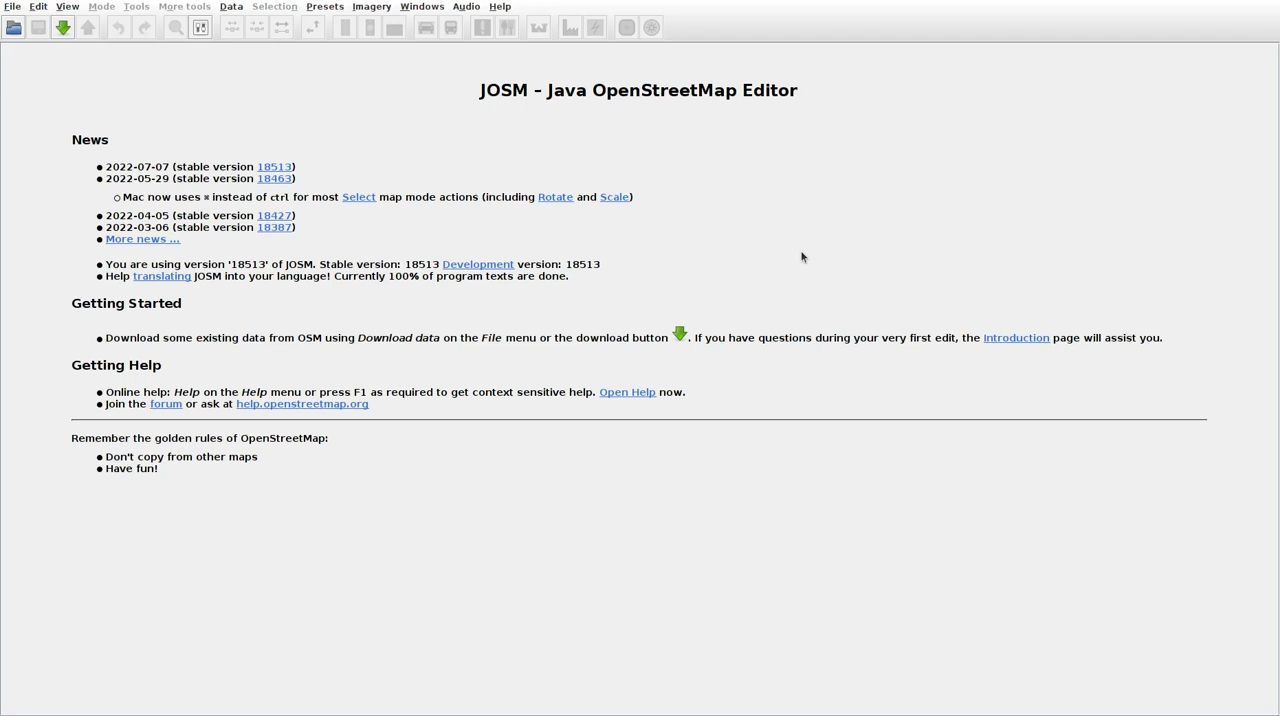 File Edit View Mode Tools More tools Data Selection Presets Imagery Windows Audio Help
JOSM – Java OpenStreetMap Editor
News
2022-07-07 (stable version 18513)
2022-05-29 (stable version 18463)
Mac now uses ⌘ instead of ctrl for most Select map mode actions (including Rotate and Scale)
2022-04-05 (stable version 18427)
2022-03-06 (stable version 18387)
More news ...
You are using version '18513' of JOSM. Stable version: 18513 Development version: 18513
Help translating JOSM into your language! Currently 100% of program texts are done.
Getting Started
Download some existing data from OSM using Download data on the File menu or the download button . If you have questions during your very first edit, the Introduction page will assist you.
Getting Help
Online help: Help on the Help menu or press F1 as required to get context sensitive help. Open Help now.
Join the forum or ask at help.openstreetmap.org
Remember the golden rules of OpenStreetMap:
Don't copy from other maps
Have fun!